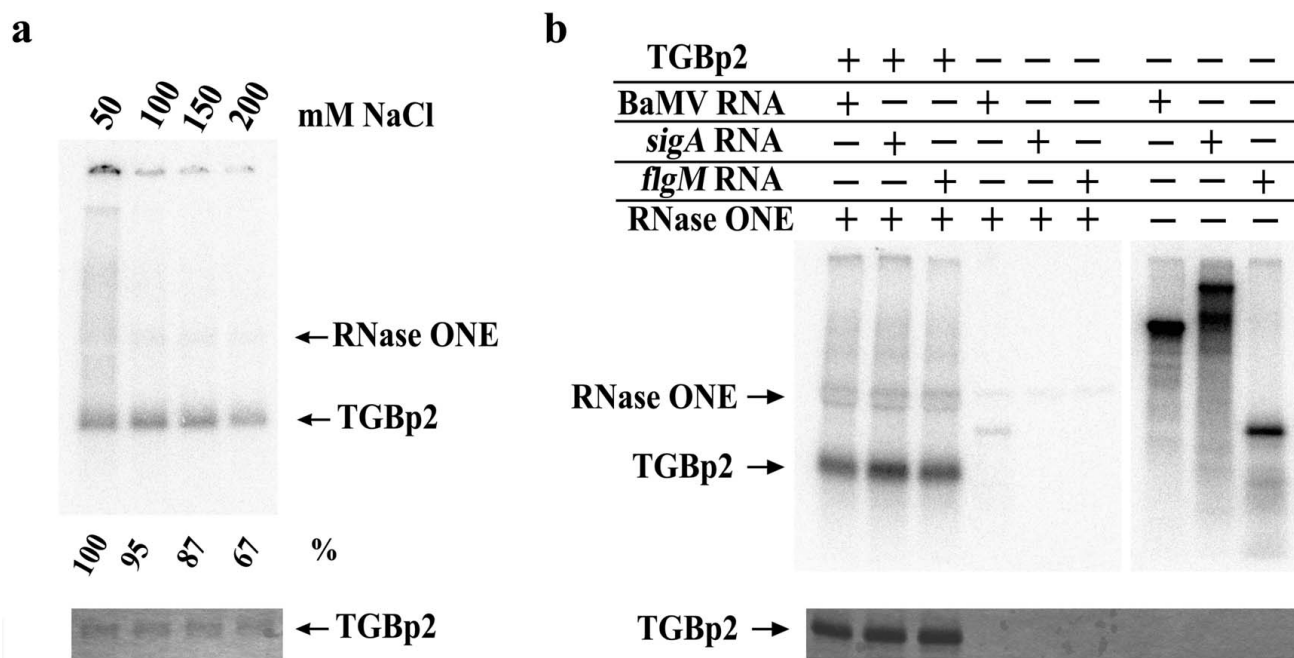 a
50 100 150 200 mM NaCl
←RNase ONE
←TGBp2
100 95 87 67 %
←TGBp2
b
TGBp2 + + + − − − − − −
BaMV RNA + − − + − − + − −
sigA RNA − + − − + − − + −
flgM RNA − − + − − + − − +
RNase ONE + + + + + + − − −
RNase ONE →
TGBp2 →
TGBp2 →